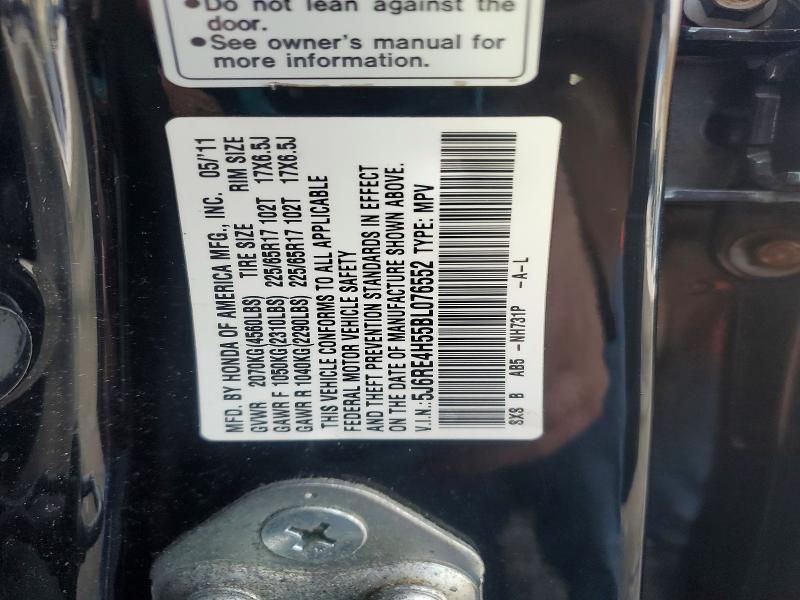 •Do not lean against the
door.
•See owner's manual for
more information.
MFD. BY HONDA OF AMERICA MFG., INC. 05/'11
GVWR 2070KG(4560LBS) TIRE SIZE RIM SIZE
GAWR F 1050KG(2310LBS) 225/65R17 102T 17X6.5J
GAWR R 1040KG(2290LBS) 225/65R17 102T 17X6.5J
THIS VEHICLE CONFORMS TO ALL APPLICABLE
FEDERAL MOTOR VEHICLE SAFETY
AND THEFT PREVENTION STANDARDS IN EFFECT
ON THE DATE OF MANUFACTURE SHOWN ABOVE.
V.I.N.:5J6RE4H55BL076552 TYPE: MPV
SXS B AB5 -NH731P -A-L